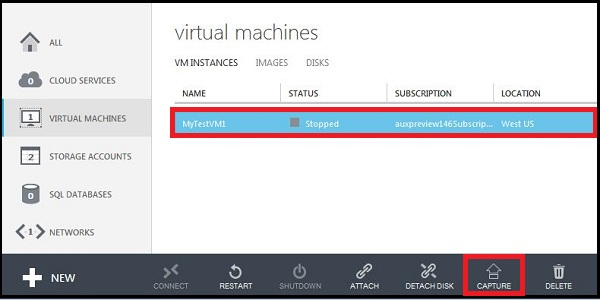 virtual machines
ALL
VM INSTANCES IMAGES DISKS
0 CLOUD SERVICES
NAME STATUS SUBSCRIPTION LOCATION
1 VIRTUAL MACHINES
MyTestVM1 Stopped auxpreview146Subscrip... West US
2 STORAGE ACCOUNTS
0 SQL DATABASES
1 NETWORKS
NEW
CONNECT RESTART SHUTDOWN ATTACH DETACH DISK CAPTURE DELETE